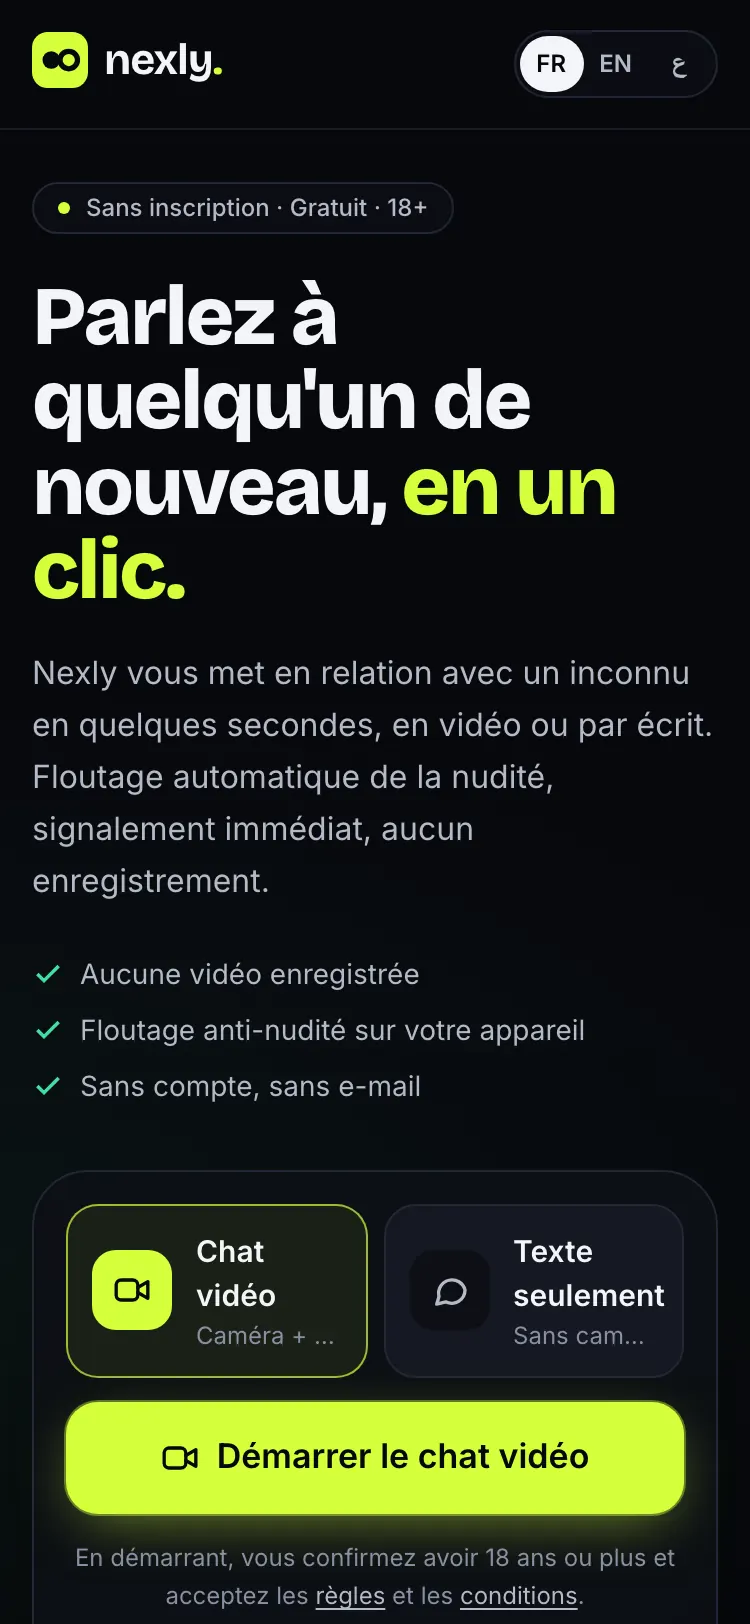 nexly.
FR EN ع
Sans inscription · Gratuit · 18+
Parlez à
quelqu'un de
nouveau, en un
clic.
Nexly vous met en relation avec un inconnu
en quelques secondes, en vidéo ou par écrit.
Floutage automatique de la nudité,
signalement immédiat, aucun
enregistrement.
Aucune vidéo enregistrée
Floutage anti-nudité sur votre appareil
Sans compte, sans e-mail
Chat
vidéo
Caméra + ...
Texte
seulement
Sans cam...
Démarrer le chat vidéo
En démarrant, vous confirmez avoir 18 ans ou plus et
acceptez les règles et les conditions.